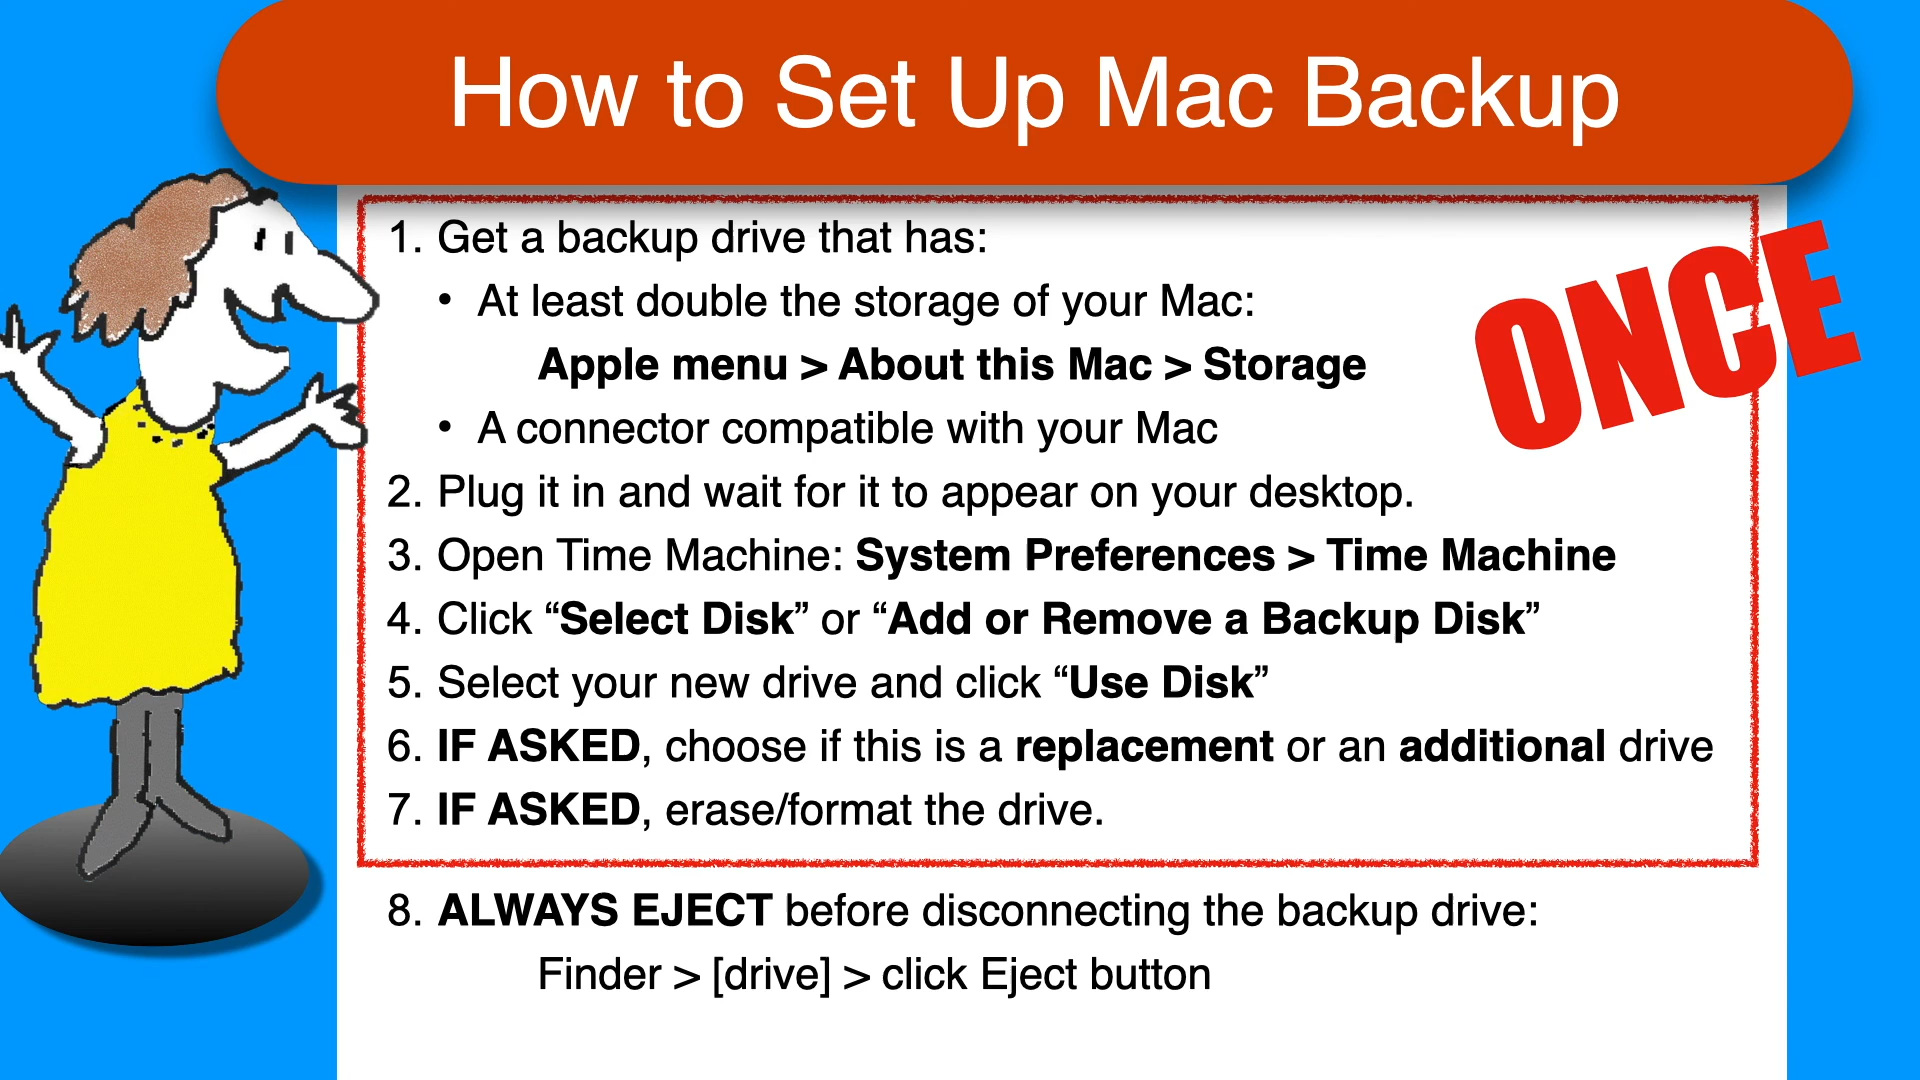 How to Set Up Mac Backup
1. Get a backup drive that has:
• At least double the storage of your Mac:
Apple menu > About this Mac > Storage
• A connector compatible with your Mac
ONCE
2. Plug it in and wait for it to appear on your desktop.
3. Open Time Machine: System Preferences > Time Machine
4. Click “Select Disk” or “Add or Remove a Backup Disk”
5. Select your new drive and click “Use Disk”
6. IF ASKED, choose if this is a replacement or an additional drive
7. IF ASKED, erase/format the drive.
8. ALWAYS EJECT before disconnecting the backup drive:
Finder > [drive] > click Eject button